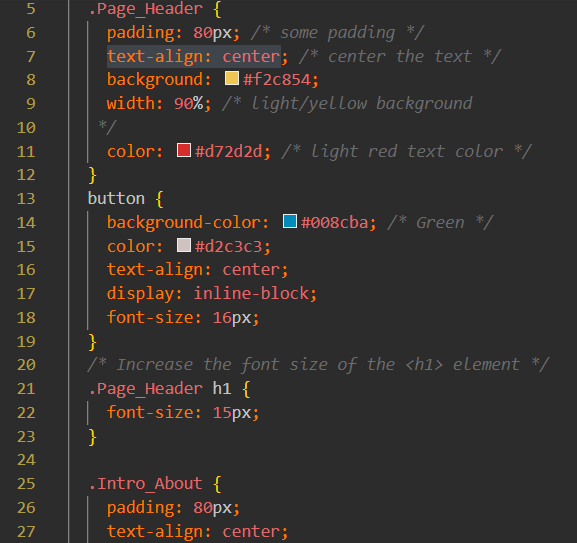 5 .Page_Header {
6 padding: 80px; /* some padding */
7 text-align: center; /* center the text */
8 background: #f2c854;
9 width: 90%; /* light/yellow background
10 */
11 color: #d72d2d; /* light red text color */
12 }
13 button {
14 background-color: #008cba; /* Green */
15 color: #d2c3c3;
16 text-align: center;
17 display: inline-block;
18 font-size: 16px;
19 }
20 /* Increase the font size of the <h1> element */
21 .Page_Header h1 {
22 font-size: 15px;
23 }
24
25 .Intro_About {
26 padding: 80px;
27 text-align: center;